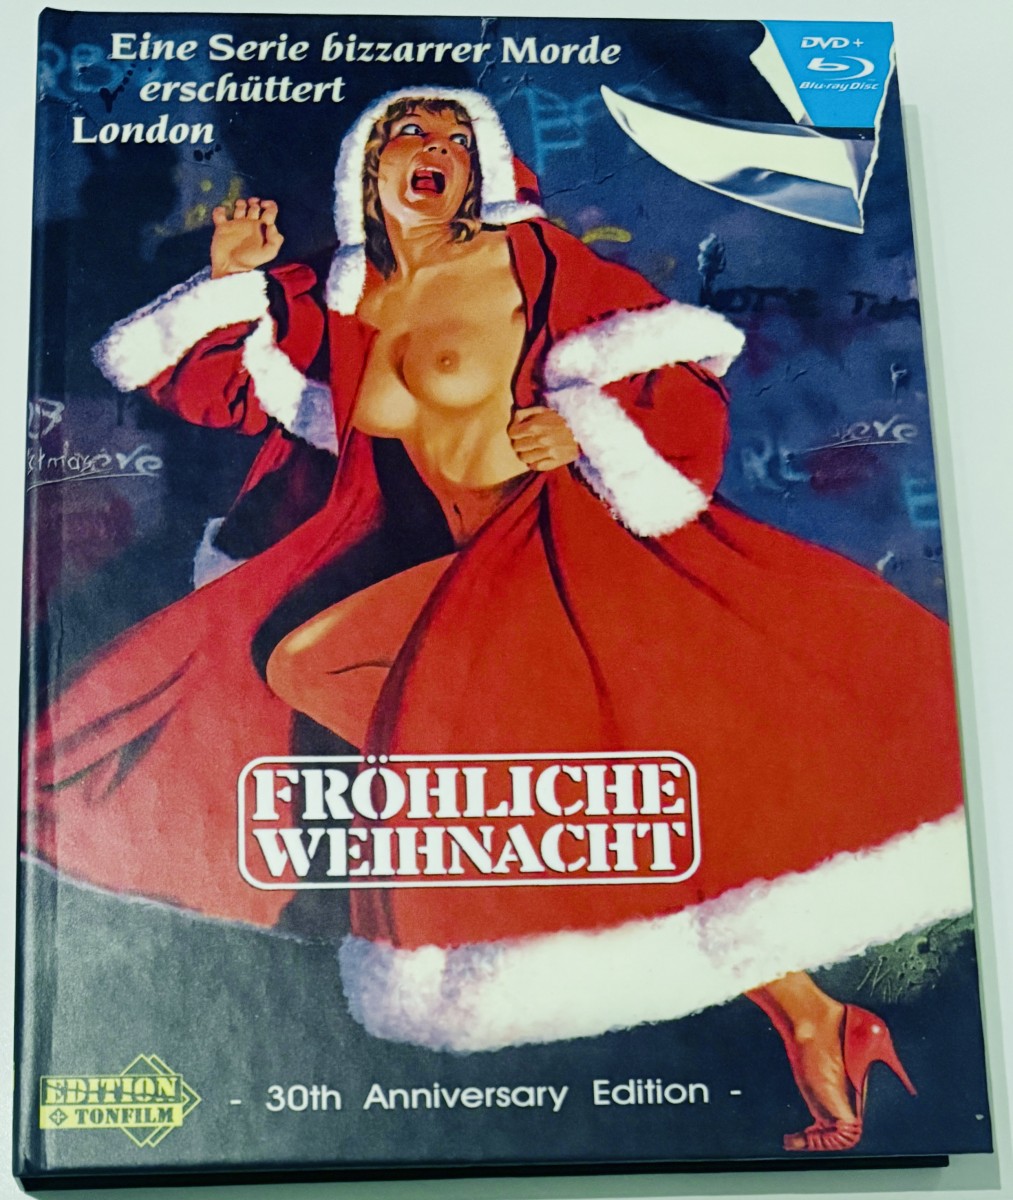 Eine Serie bizzarrer Morde
erschüttert
London
DVD +
Blu-ray Disc
FRÖHLICHE
WEIHNACHT
EDITION
TONFILM
- 30th Anniversary Edition -